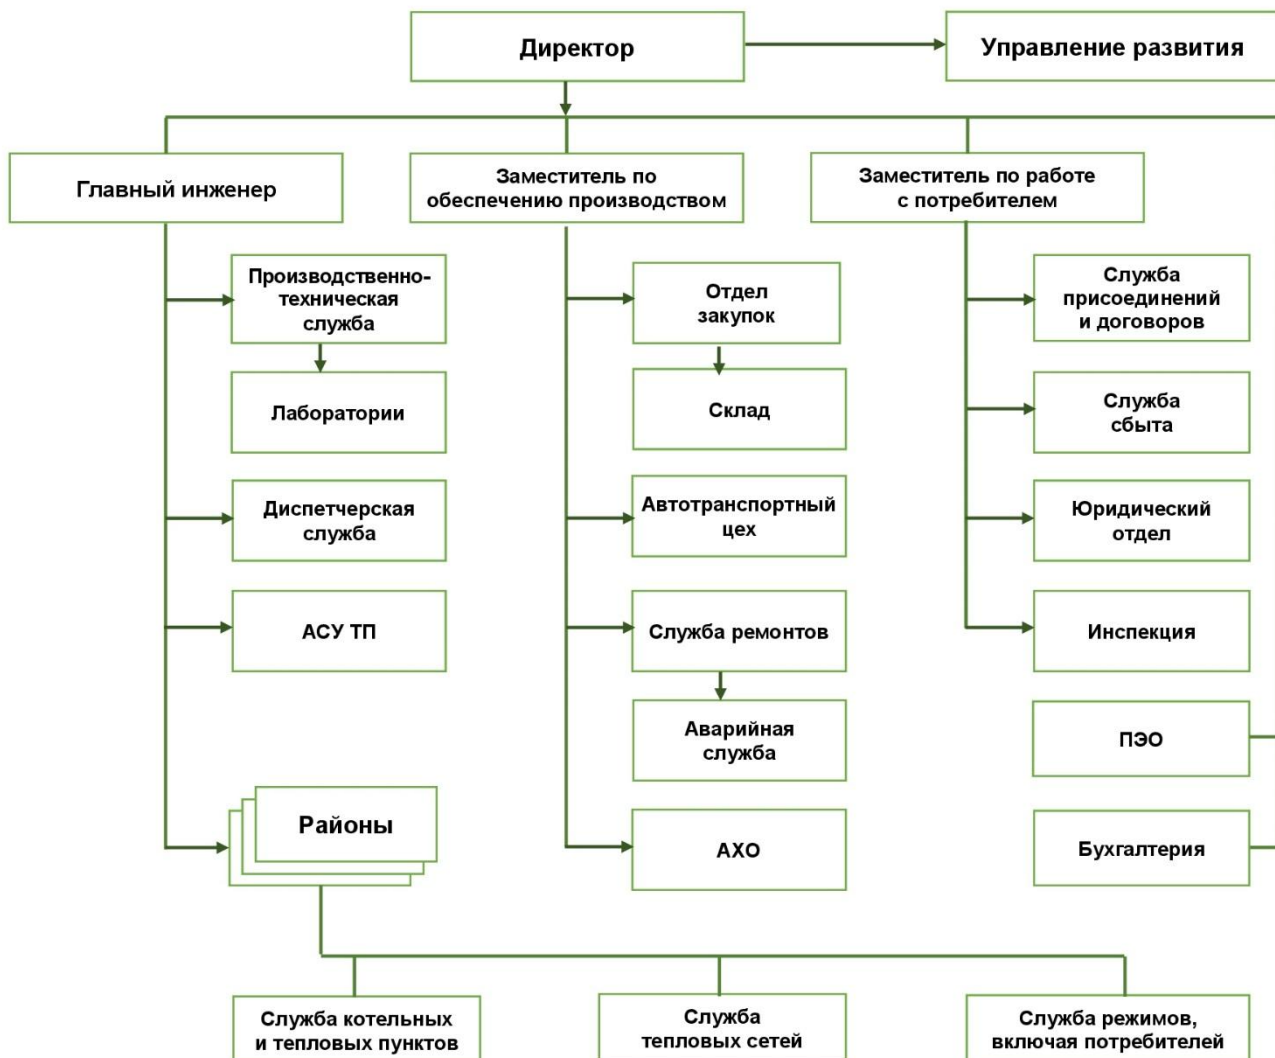 Директор
Управление развития
Главный инженер
Заместитель по
обеспечению производством
Заместитель по работе
с потребителем
Производственно-
техническая
служба
Лаборатории
Диспетчерская
служба
АСУ ТП
Районы
Отдел
закупок
Склад
Автотранспортный
цех
Служба ремонтов
Аварийная
служба
АХО
Служба
присоединений
и договоров
Служба
сбыта
Юридический
отдел
Инспекция
ПЭО
Бухгалтерия
Служба котельных
и тепловых пунктов
Служба
тепловых сетей
Служба режимов,
включая потребителей